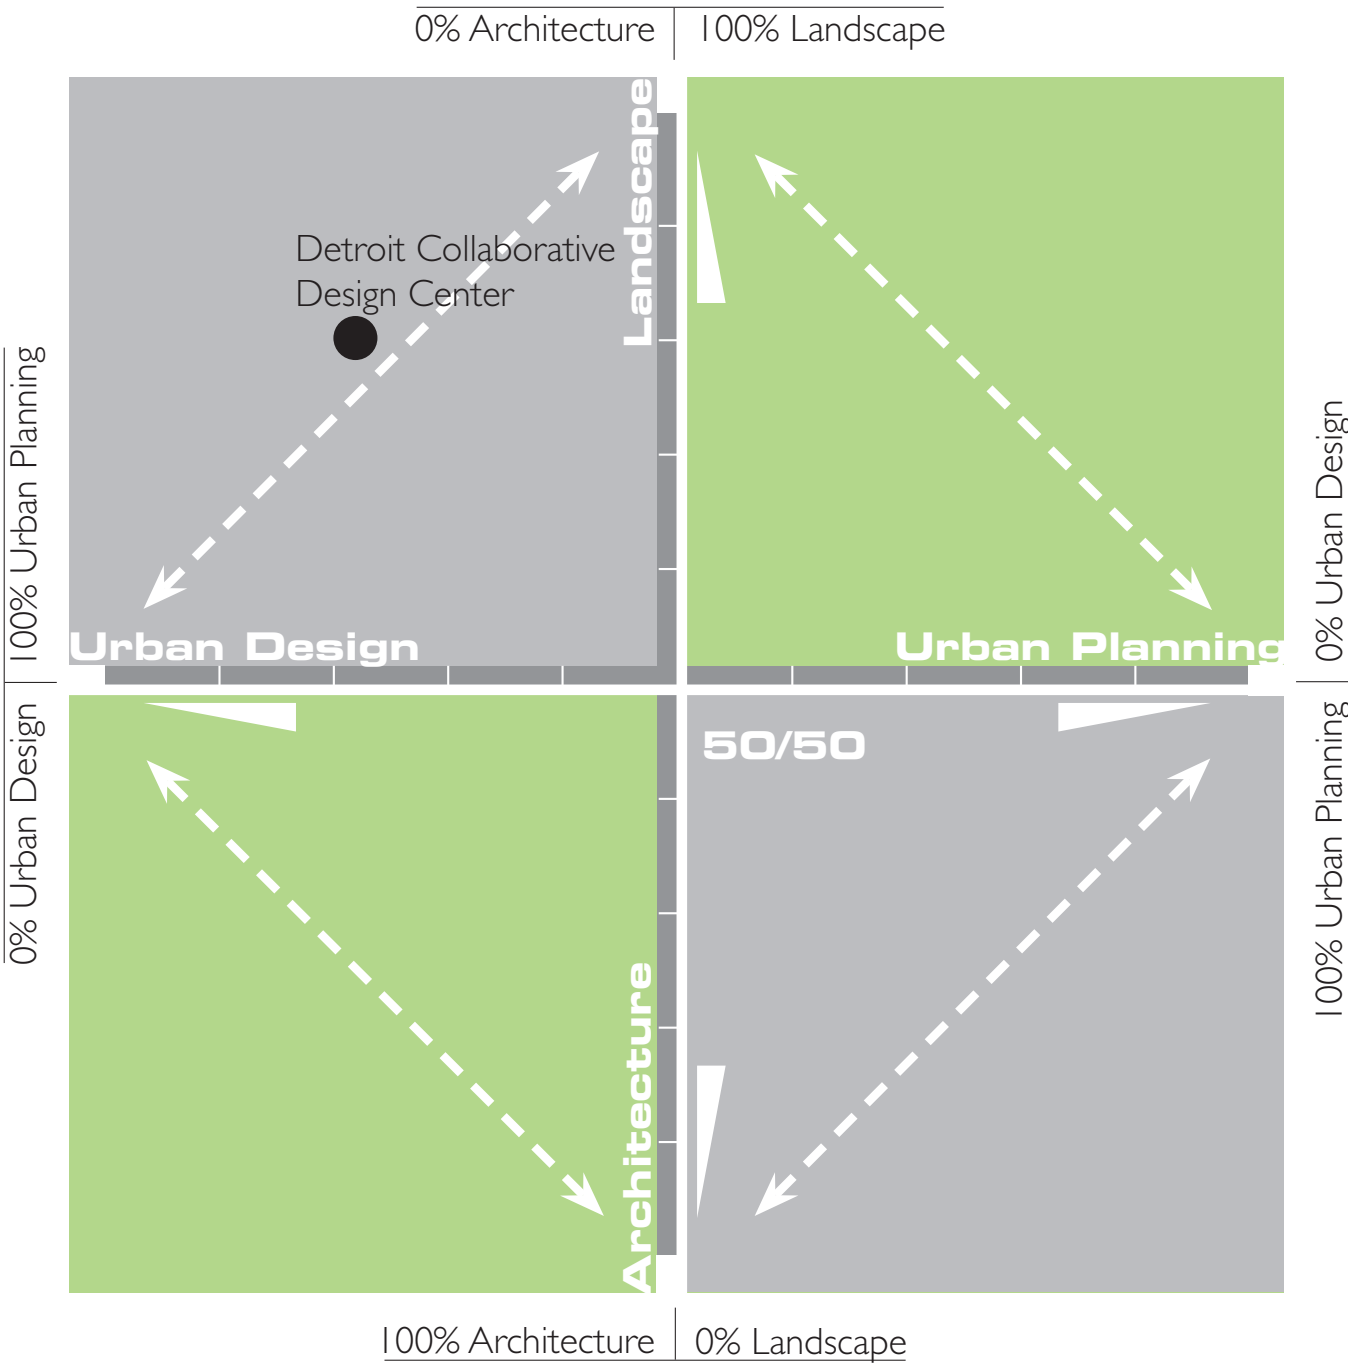 0% Architecture
100% Landscape
Landscape
Detroit Collaborative
Design Center
100% Urban Planning
0% Urban Design
Urban Design
Urban Planning
0% Urban Design
100% Urban Planning
50/50
Architecture
100% Architecture
0% Landscape